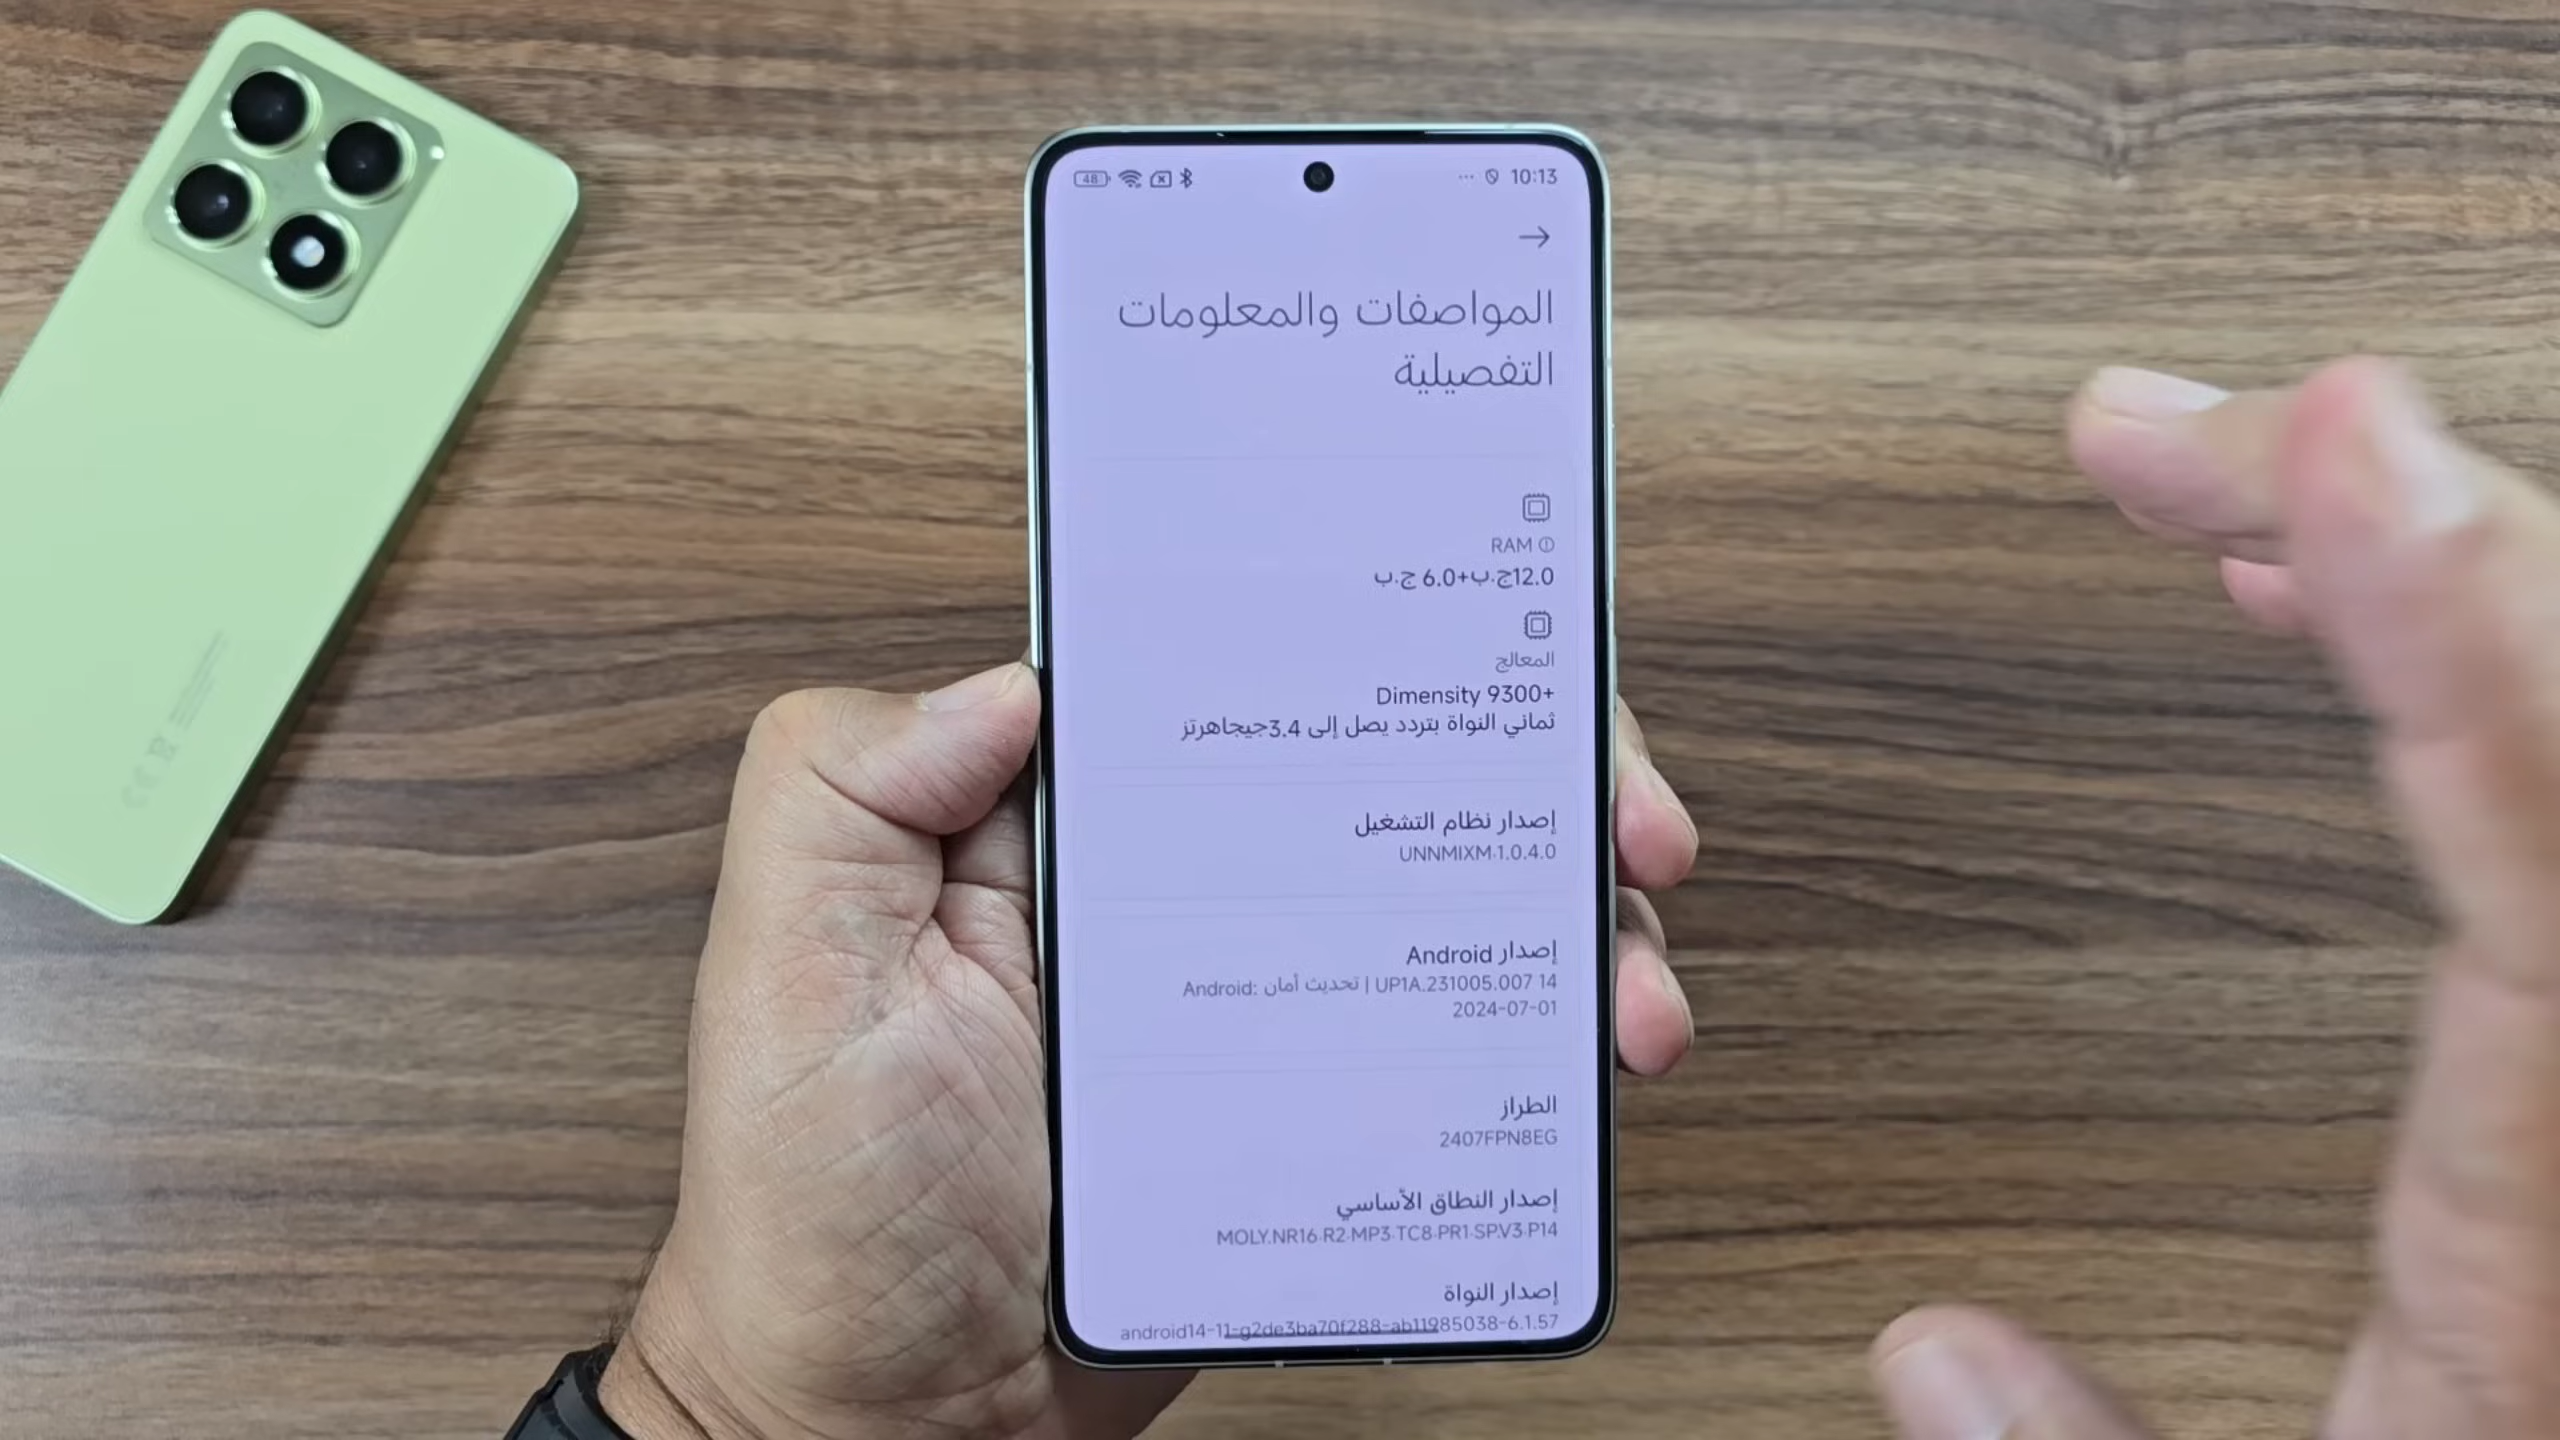 48
10:13
المواصفات والمعلومات
التفصيلية
RAM
12.0ج.ب+6.0 ج.ب
المعالج
Dimensity 9300+
ثماني النواة بتردد يصل إلى 3.4جيجاهرتز
إصدار نظام التشغيل
1.0.4.0.UNNMIXM
إصدار Android
14 UP1A.231005.007 | تحديث أمان Android:
2024-07-01
الطراز
2407FPN8EG
إصدار النطاق الأساسي
MOLY.NR16.R2.MP3.TC8.PR1.SP.V3.P14
إصدار النواة
6.1.57-android14-11-g2de3ba70f288-ab11985038
CE